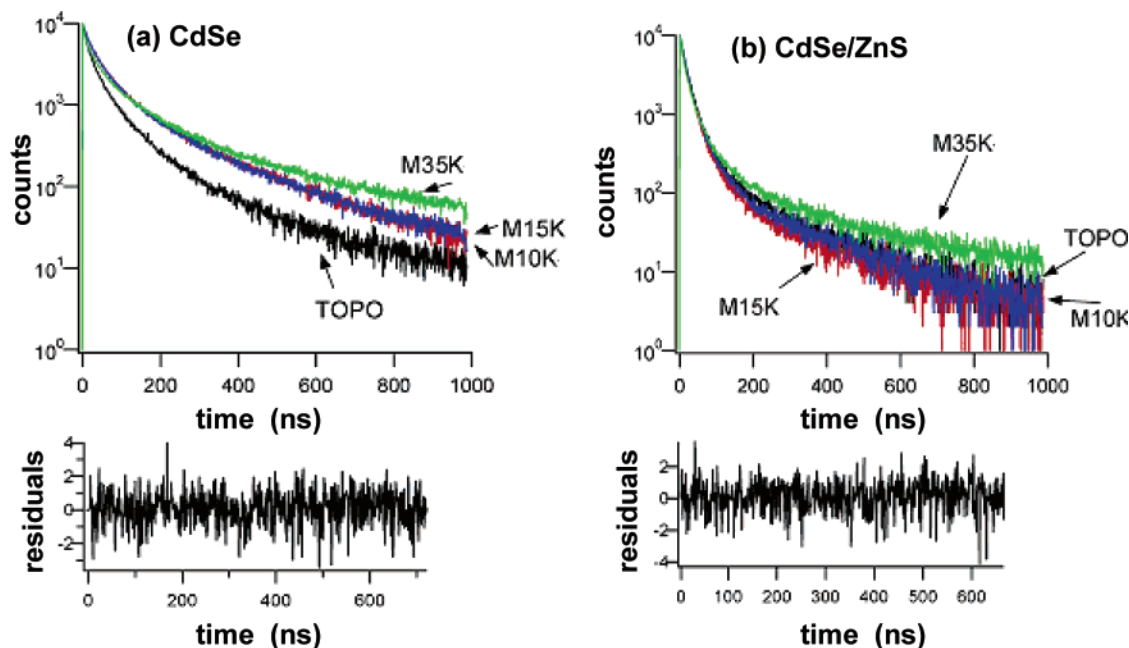 (a) CdSe
10⁴
10³
10²
10¹
10⁰
counts
M35K
M15K
M10K
TOPO
0 200 400 600 800 1000
time (ns)
4
2
0
-2
residuals
0 200 400 600
time (ns)
(b) CdSe/ZnS
10⁴
10³
10²
10¹
10⁰
counts
M35K
TOPO
M15K
M10K
0 200 400 600 800 1000
time (ns)
2
0
-2
-4
residuals
0 100 200 300 400 500 600
time (ns)